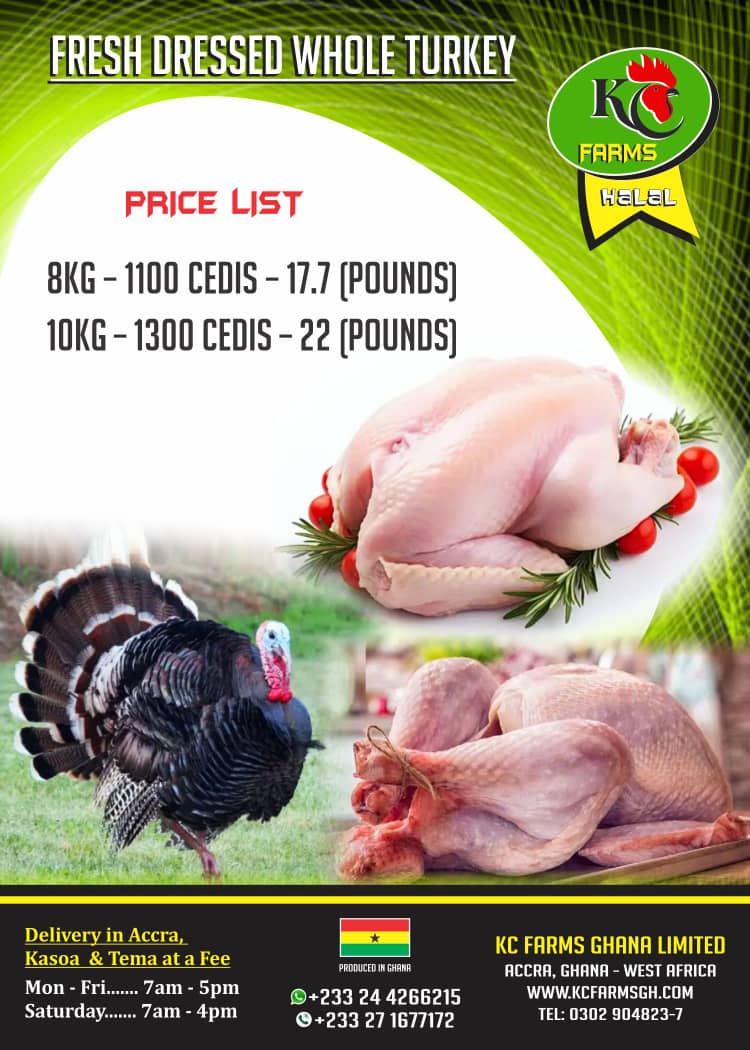 FRESH DRESSED WHOLE TURKEY
KC
FARMS
HALAL
PRICE LIST
8KG – 1100 CEDIS – 17.7 (POUNDS)
10KG – 1300 CEDIS – 22 (POUNDS)
Delivery in Accra,
Kasoa & Tema at a Fee
Mon - Fri....... 7am - 5pm
Saturday....... 7am - 4pm
PRODUCED IN GHANA
+233 24 4266215
+233 27 1677172
KC FARMS GHANA LIMITED
ACCRA, GHANA - WEST AFRICA
WWW.KCFARMSGH.COM
TEL: 0302 904823-7